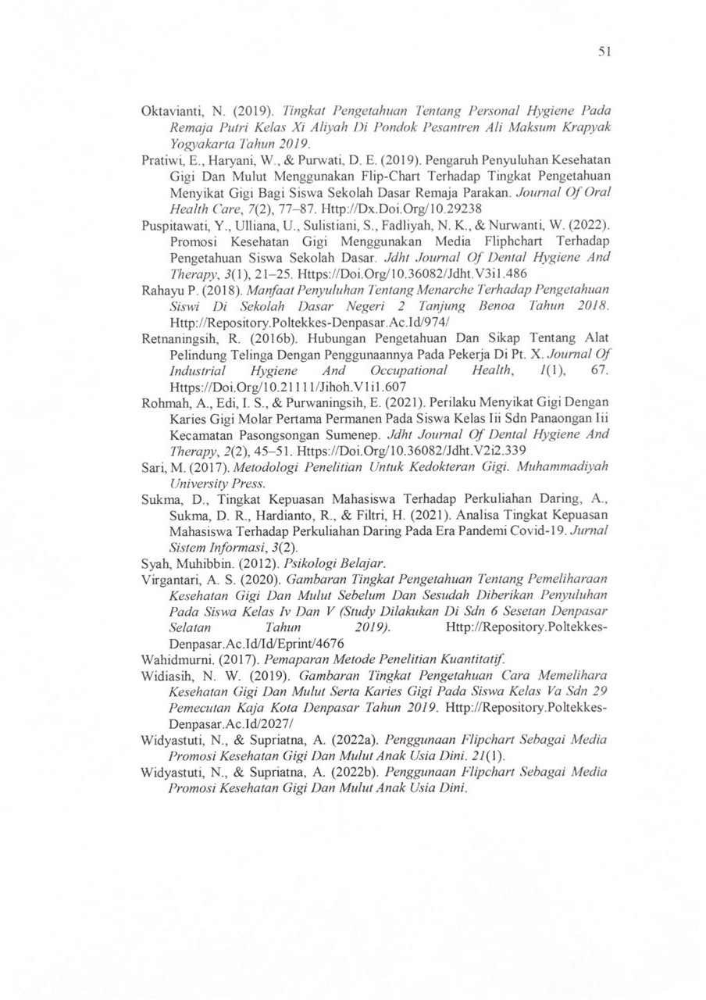 51
Oktavianti, N. (2019). Tingkat Pengetahuan Tentang Personal Hygiene Pada
Remaja Putri Kelas Xi Aliyah Di Pondok Pesantren Ali Maksum Krapyak
Yogyakarta Tahun 2019.
Pratiwi, E., Haryani, W., & Purwati, D. E. (2019). Pengaruh Penyuluhan Kesehatan
Gigi Dan Mulut Menggunakan Flip-Chart Terhadap Tingkat Pengetahuan
Menyikat Gigi Bagi Siswa Sekolah Dasar Remaja Parakan. Journal Of Oral
Health Care, 7(2), 77–87. Http://Dx.Doi.Org/10.29238
Puspitawati, Y., Ulliana, U., Sulistiani, S., Fadliyah, N. K., & Nurwanti, W. (2022).
Promosi Kesehatan Gigi Menggunakan Media Fliphchart Terhadap
Pengetahuan Siswa Sekolah Dasar. Jdht Journal Of Dental Hygiene And
Therapy, 3(1), 21–25. Https://Doi.Org/10.36082/Jdht.V3i1.486
Rahayu P. (2018). Manfaat Penyuluhan Tentang Menarche Terhadap Pengetahuan
Siswi Di Sekolah Dasar Negeri 2 Tanjung Benoa Tahun 2018.
Http://Repository.Poltekkes-Denpasar.Ac.Id/974/
Retnaningsih, R. (2016b). Hubungan Pengetahuan Dan Sikap Tentang Alat
Pelindung Telinga Dengan Penggunaannya Pada Pekerja Di Pt. X. Journal Of
Industrial Hygiene And Occupational Health, 1(1), 67.
Https://Doi.Org/10.21111/Jihoh.V1i1.607
Rohmah, A., Edi, I. S., & Purwaningsih, E. (2021). Perilaku Menyikat Gigi Dengan
Karies Gigi Molar Pertama Permanen Pada Siswa Kelas Iii Sdn Panaongan Iii
Kecamatan Pasongsongan Sumenep. Jdht Journal Of Dental Hygiene And
Therapy, 2(2), 45–51. Https://Doi.Org/10.36082/Jdht.V2i2.339
Sari, M. (2017). Metodologi Penelitian Untuk Kedokteran Gigi. Muhammadiyah
University Press.
Sukma, D., Tingkat Kepuasan Mahasiswa Terhadap Perkuliahan Daring, A.,
Sukma, D. R., Hardianto, R., & Filtri, H. (2021). Analisa Tingkat Kepuasan
Mahasiswa Terhadap Perkuliahan Daring Pada Era Pandemi Covid-19. Jurnal
Sistem Informasi, 3(2).
Syah, Muhibbin. (2012). Psikologi Belajar.
Virgantari, A. S. (2020). Gambaran Tingkat Pengetahuan Tentang Pemeliharaan
Kesehatan Gigi Dan Mulut Sebelum Dan Sesudah Diberikan Penyuluhan
Pada Siswa Kelas Iv Dan V (Study Dilakukan Di Sdn 6 Sesetan Denpasar
Selatan Tahun 2019). Http://Repository.Poltekkes-
Denpasar.Ac.Id/Id/Eprint/4676
Wahidmurni. (2017). Pemaparan Metode Penelitian Kuantitatif.
Widiasih, N. W. (2019). Gambaran Tingkat Pengetahuan Cara Memelihara
Kesehatan Gigi Dan Mulut Serta Karies Gigi Pada Siswa Kelas Va Sdn 29
Pemecutan Kaja Kota Denpasar Tahun 2019. Http://Repository.Poltekkes-
Denpasar.Ac.Id/2027/
Widyastuti, N., & Supriatna, A. (2022a). Penggunaan Flipchart Sebagai Media
Promosi Kesehatan Gigi Dan Mulut Anak Usia Dini. 21(1).
Widyastuti, N., & Supriatna, A. (2022b). Penggunaan Flipchart Sebagai Media
Promosi Kesehatan Gigi Dan Mulut Anak Usia Dini.